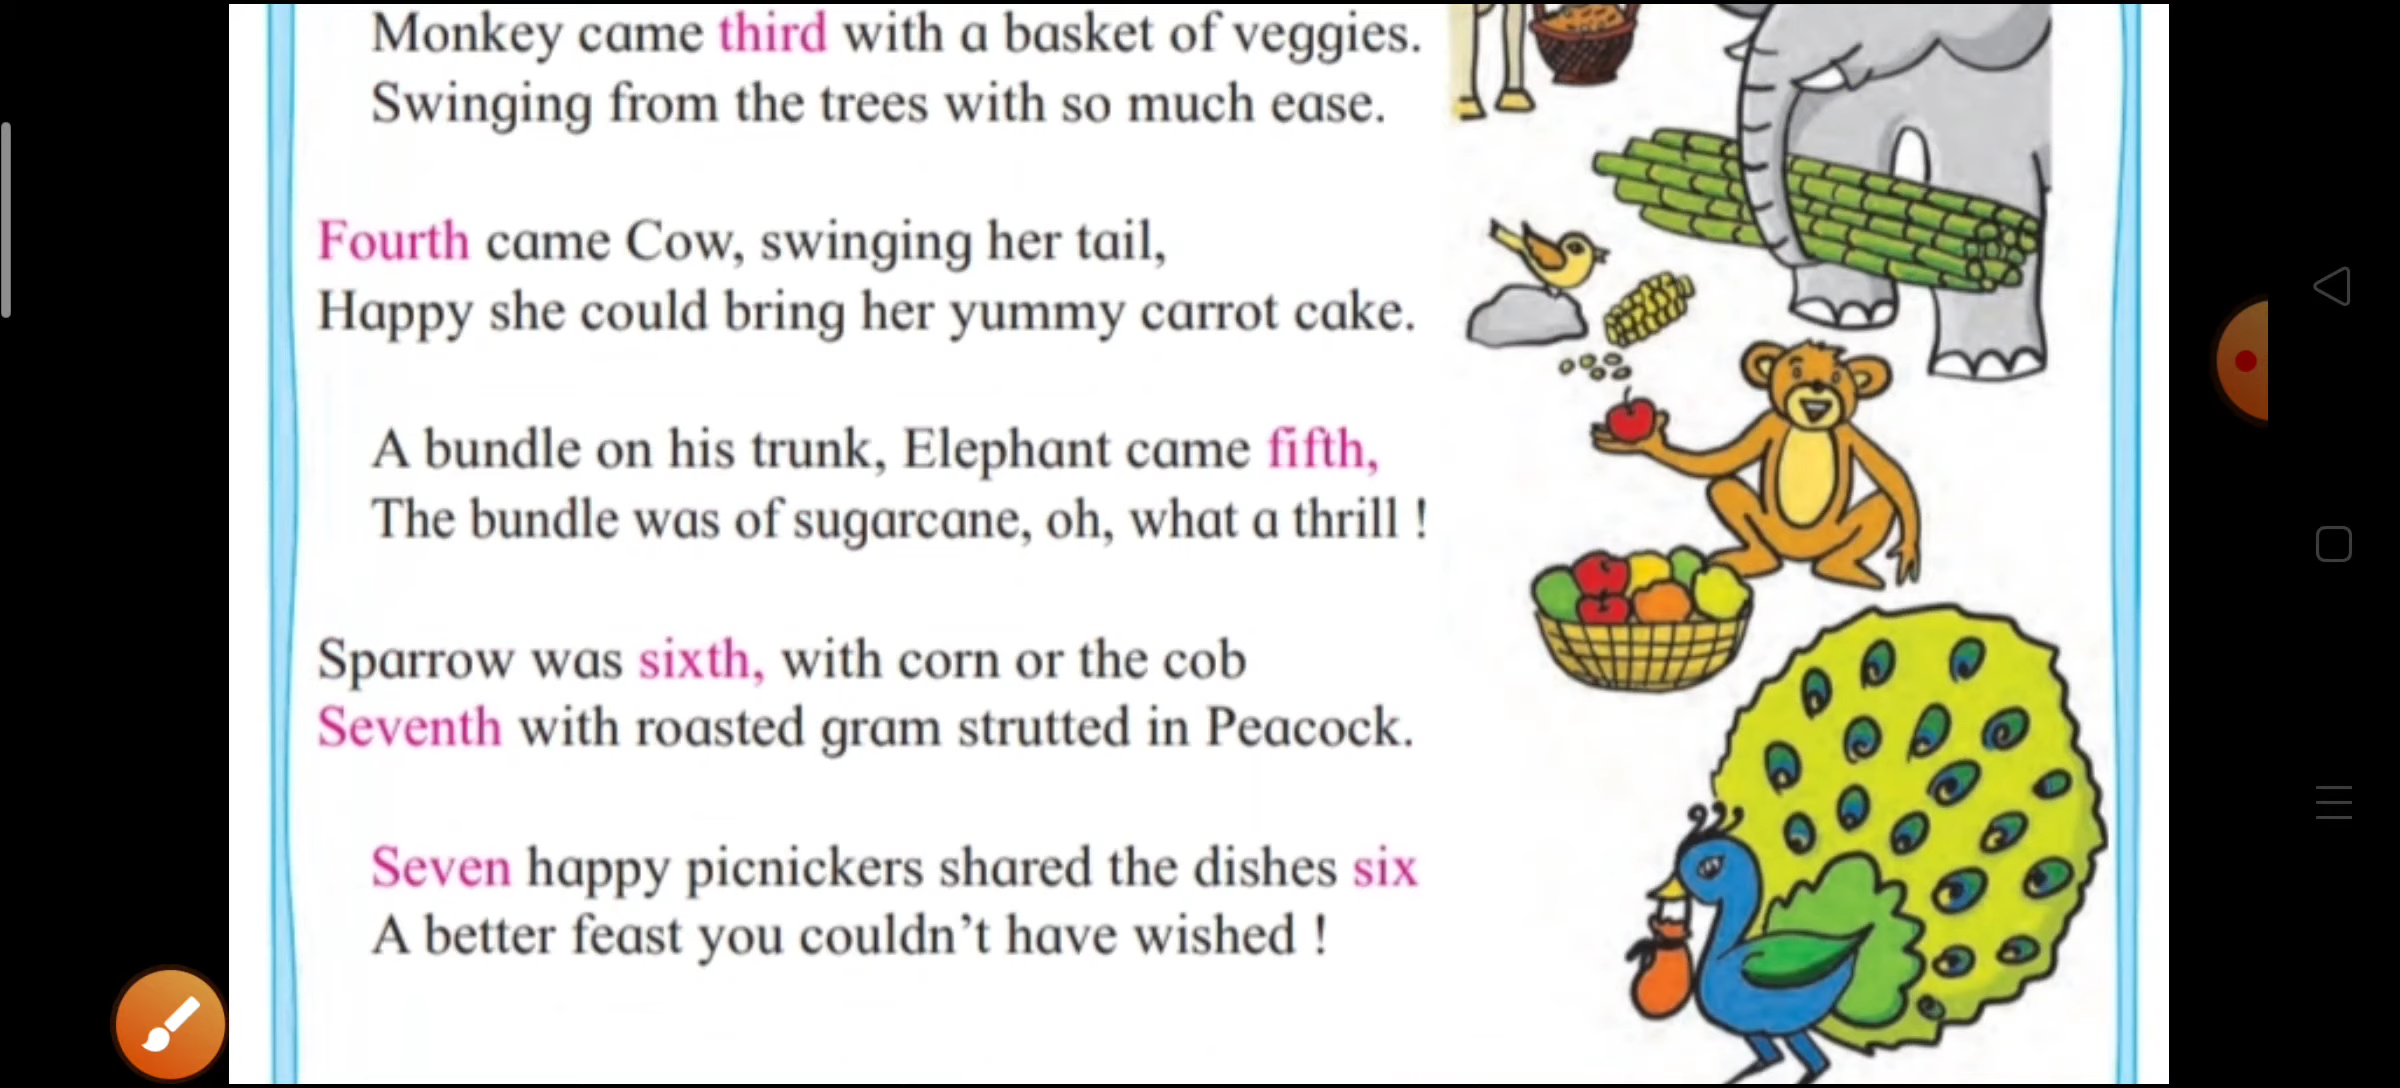 Monkey came third with a basket of veggies.
Swinging from the trees with so much ease.
Fourth came Cow, swinging her tail,
Happy she could bring her yummy carrot cake.
A bundle on his trunk, Elephant came fifth,
The bundle was of sugarcane, oh, what a thrill !
Sparrow was sixth, with corn or the cob
Seventh with roasted gram strutted in Peacock.
Seven happy picnickers shared the dishes six
A better feast you couldn't have wished !